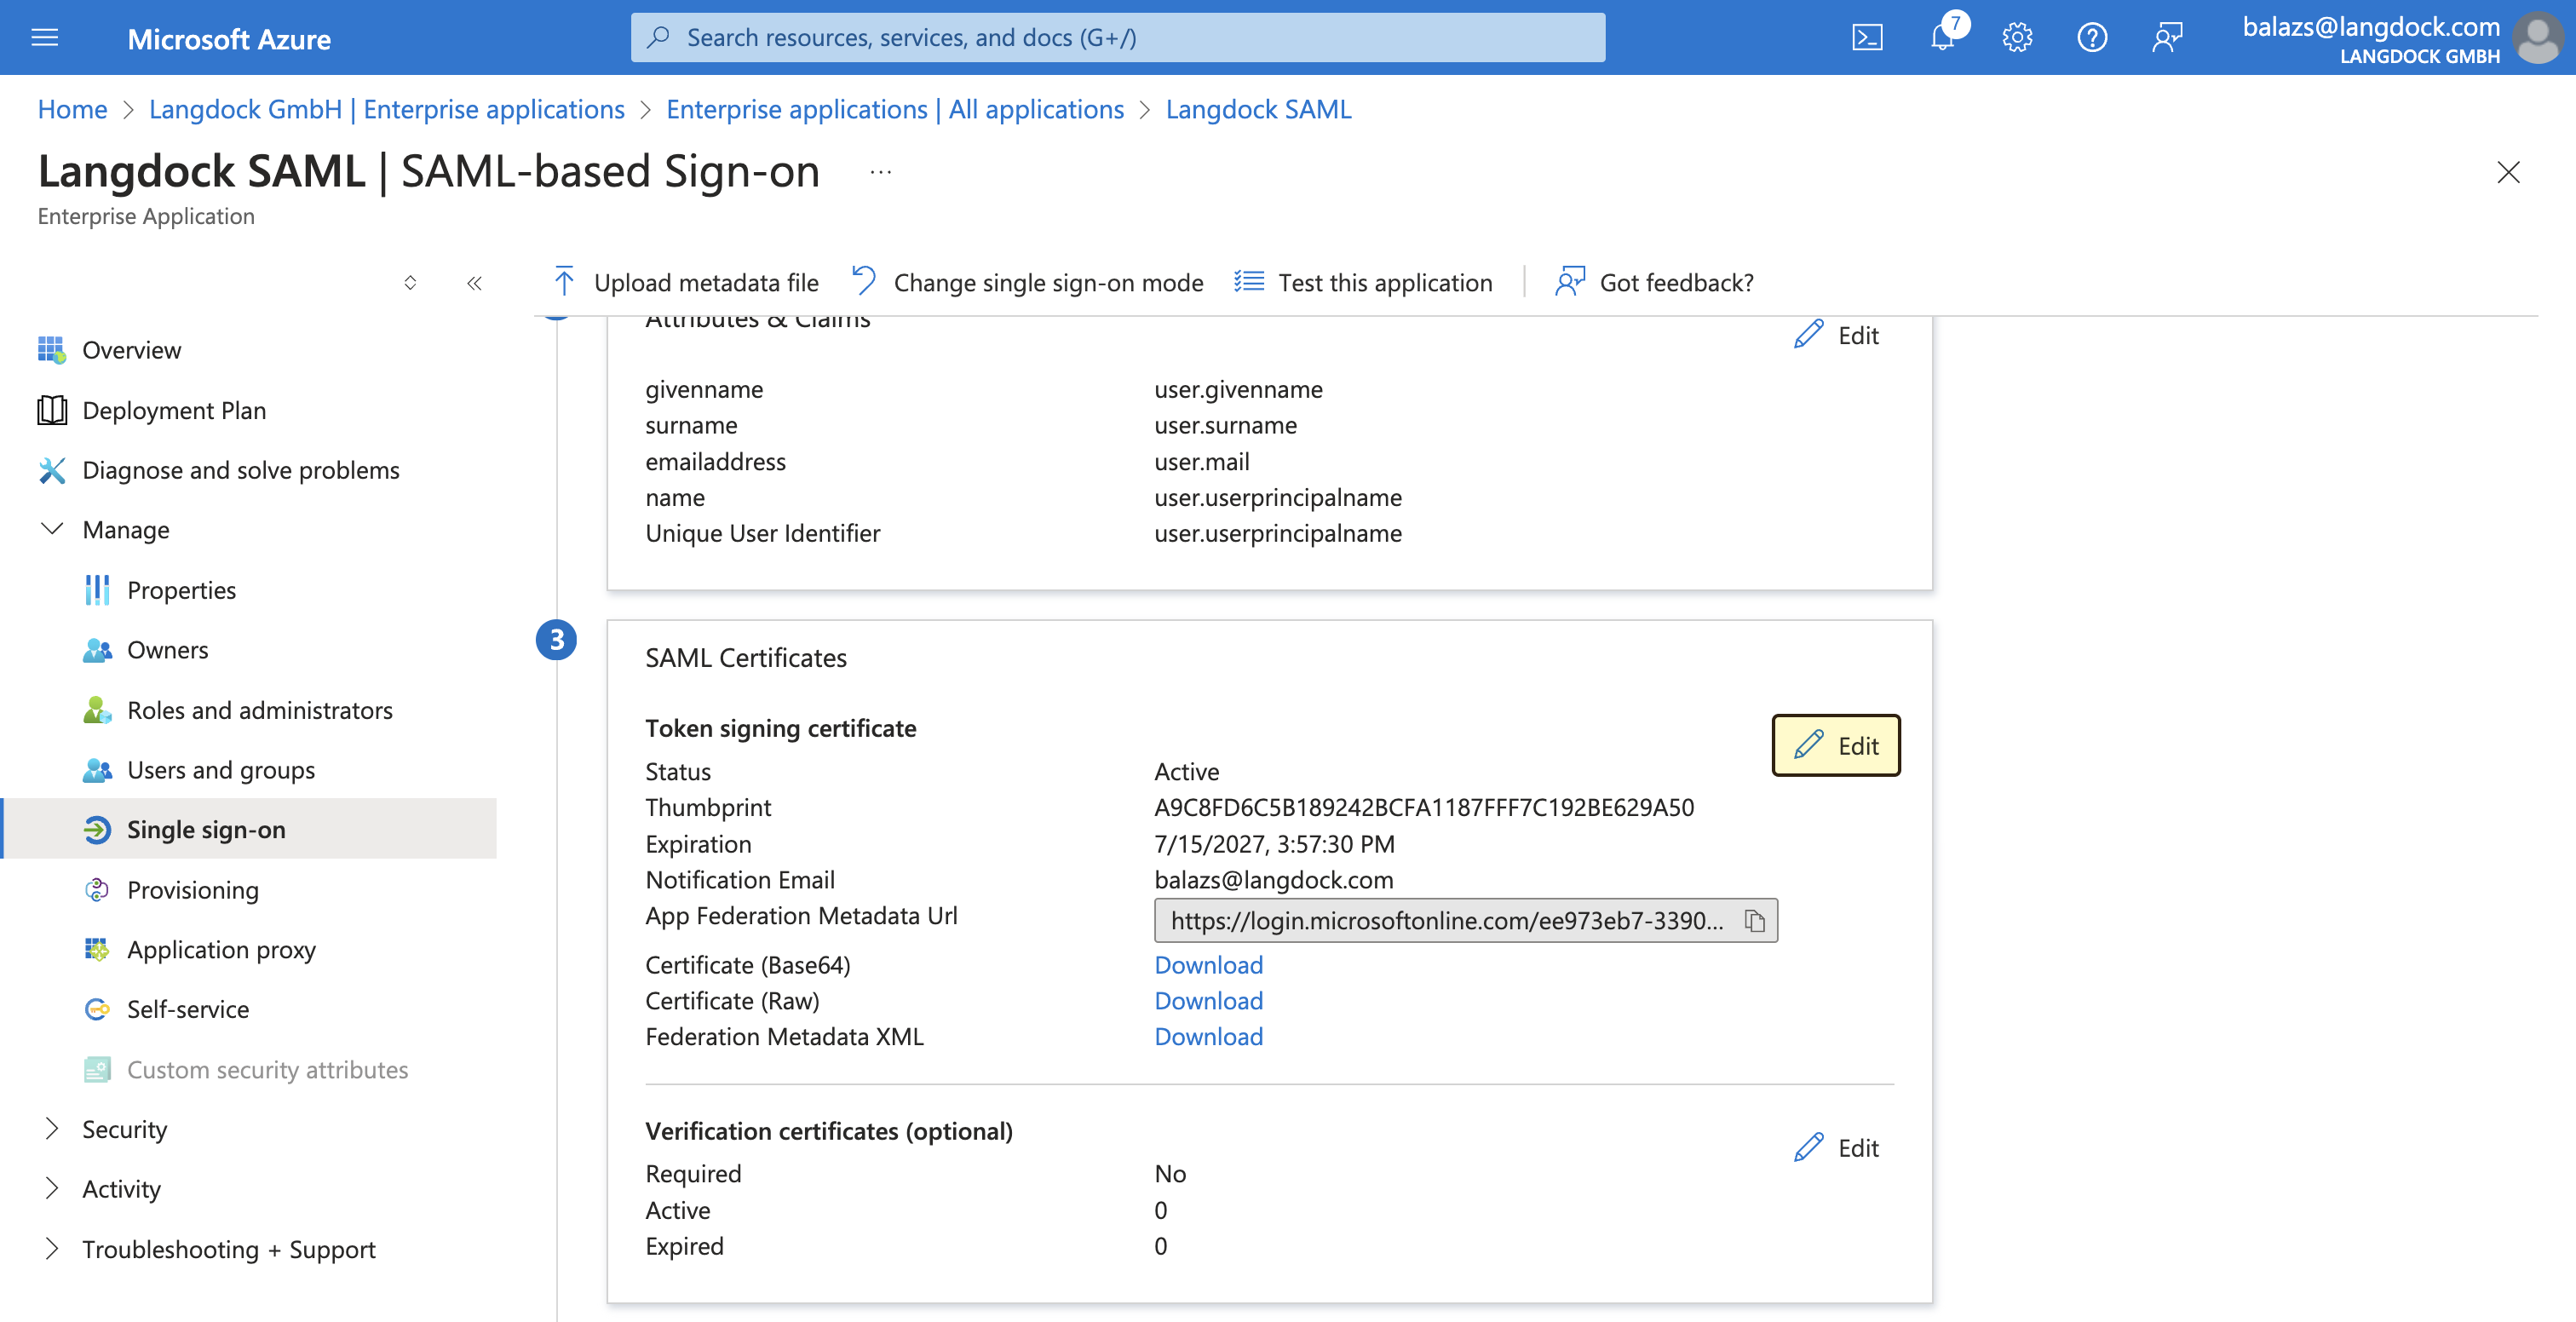 Microsoft Azure
Search resources, services, and docs (G+/)
7
balazs@langdock.com
LANGDOCK GMBH
Home > Langdock GmbH | Enterprise applications > Enterprise applications | All applications > Langdock SAML
Langdock SAML | SAML-based Sign-on ...
Enterprise Application
Upload metadata file
Change single sign-on mode
Test this application
Got feedback?
Overview
Deployment Plan
Diagnose and solve problems
Manage
Properties
Owners
Roles and administrators
Users and groups
Single sign-on
Provisioning
Application proxy
Self-service
Custom security attributes
Security
Activity
Troubleshooting + Support
Attributes & Claims
Edit
givenname user.givenname
surname user.surname
emailaddress user.mail
name user.userprincipalname
Unique User Identifier user.userprincipalname
3
SAML Certificates
Token signing certificate
Edit
Status Active
Thumbprint A9C8FD6C5B189242BCFA1187FFF7C192BE629A50
Expiration 7/15/2027, 3:57:30 PM
Notification Email balazs@langdock.com
App Federation Metadata Url https://login.microsoftonline.com/ee973eb7-3390...
Certificate (Base64) Download
Certificate (Raw) Download
Federation Metadata XML Download
Verification certificates (optional)
Edit
Required No
Active 0
Expired 0